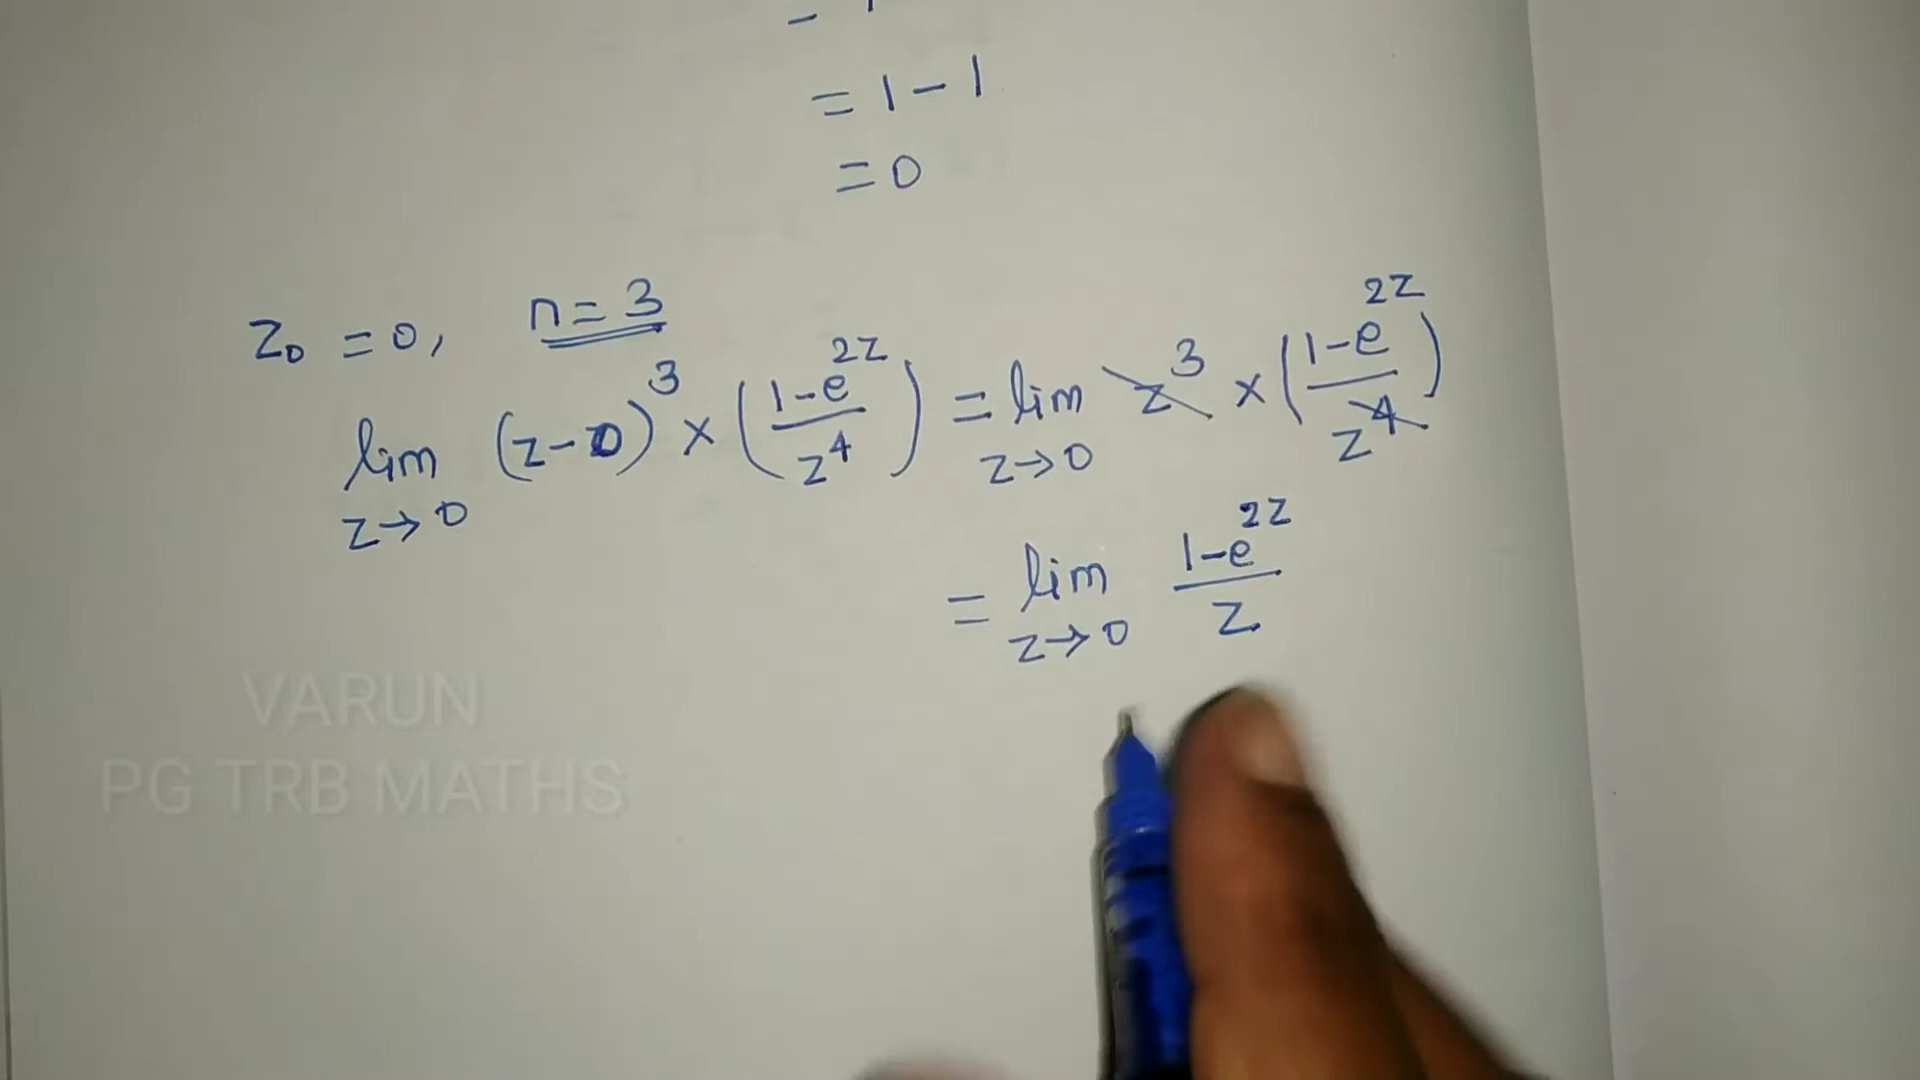 = 1 - 1
= 0
z₀ = 0, n = 3
lim z→0 (z-0)³ × (1-e^2z / z⁴) = lim z→0 z³ × (1-e^2z / z⁴)
= lim z→0 1-e^2z / z
VARUN
PG TRB MATHS